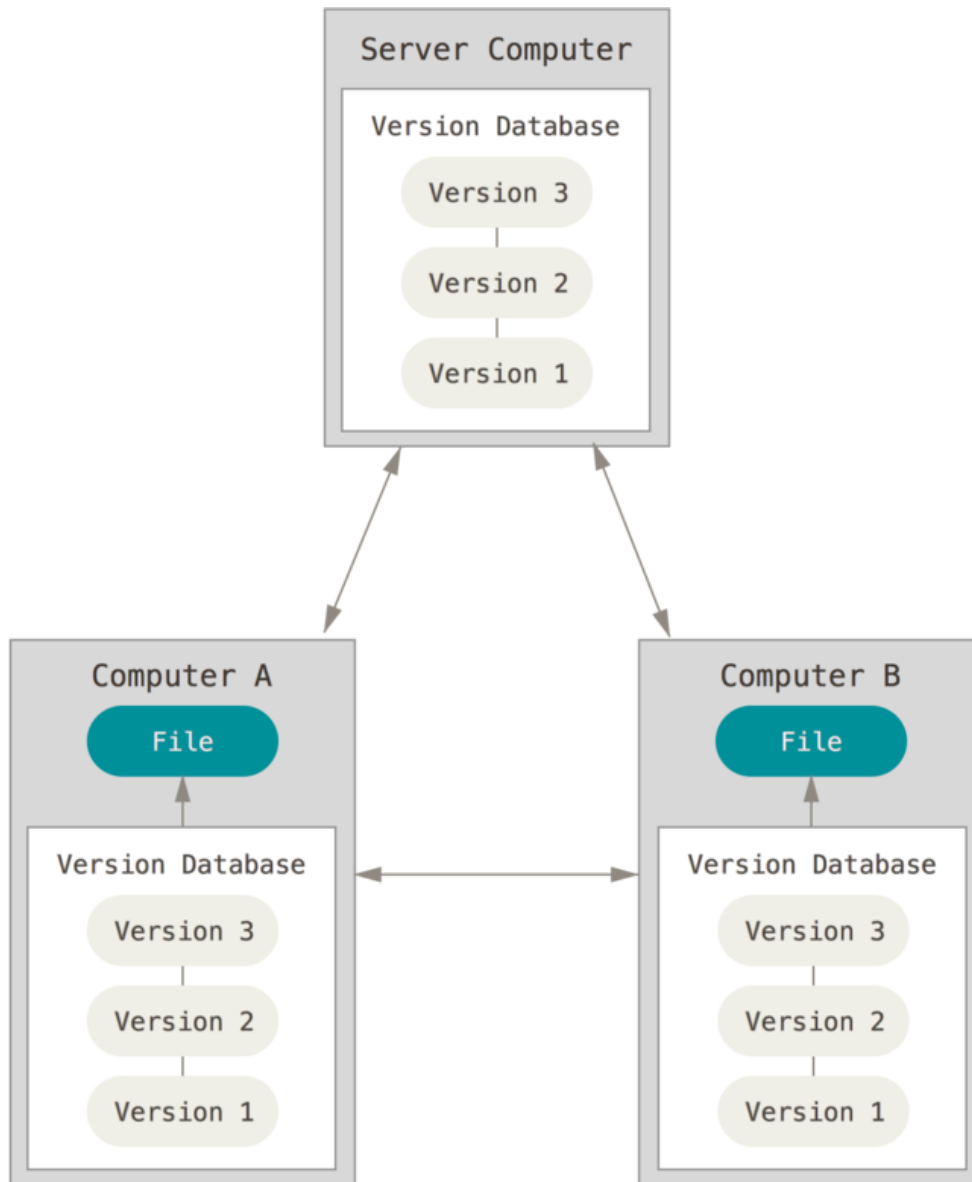 Server Computer
Version Database
Version 3
Version 2
Version 1
Computer A
File
Version Database
Version 3
Version 2
Version 1
Computer B
File
Version Database
Version 3
Version 2
Version 1